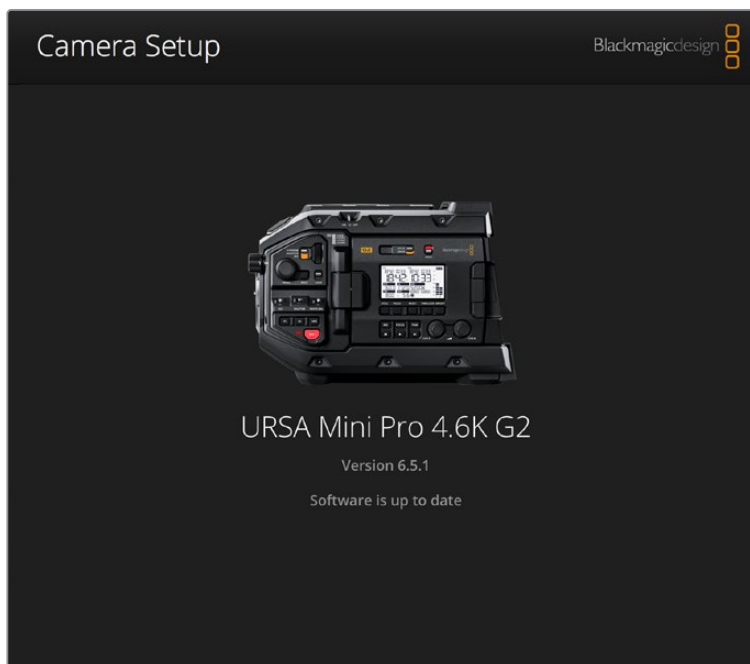 Camera Setup
Blackmagicdesign
URSA Mini Pro 4.6K G2
Version 6.5.1
Software is up to date